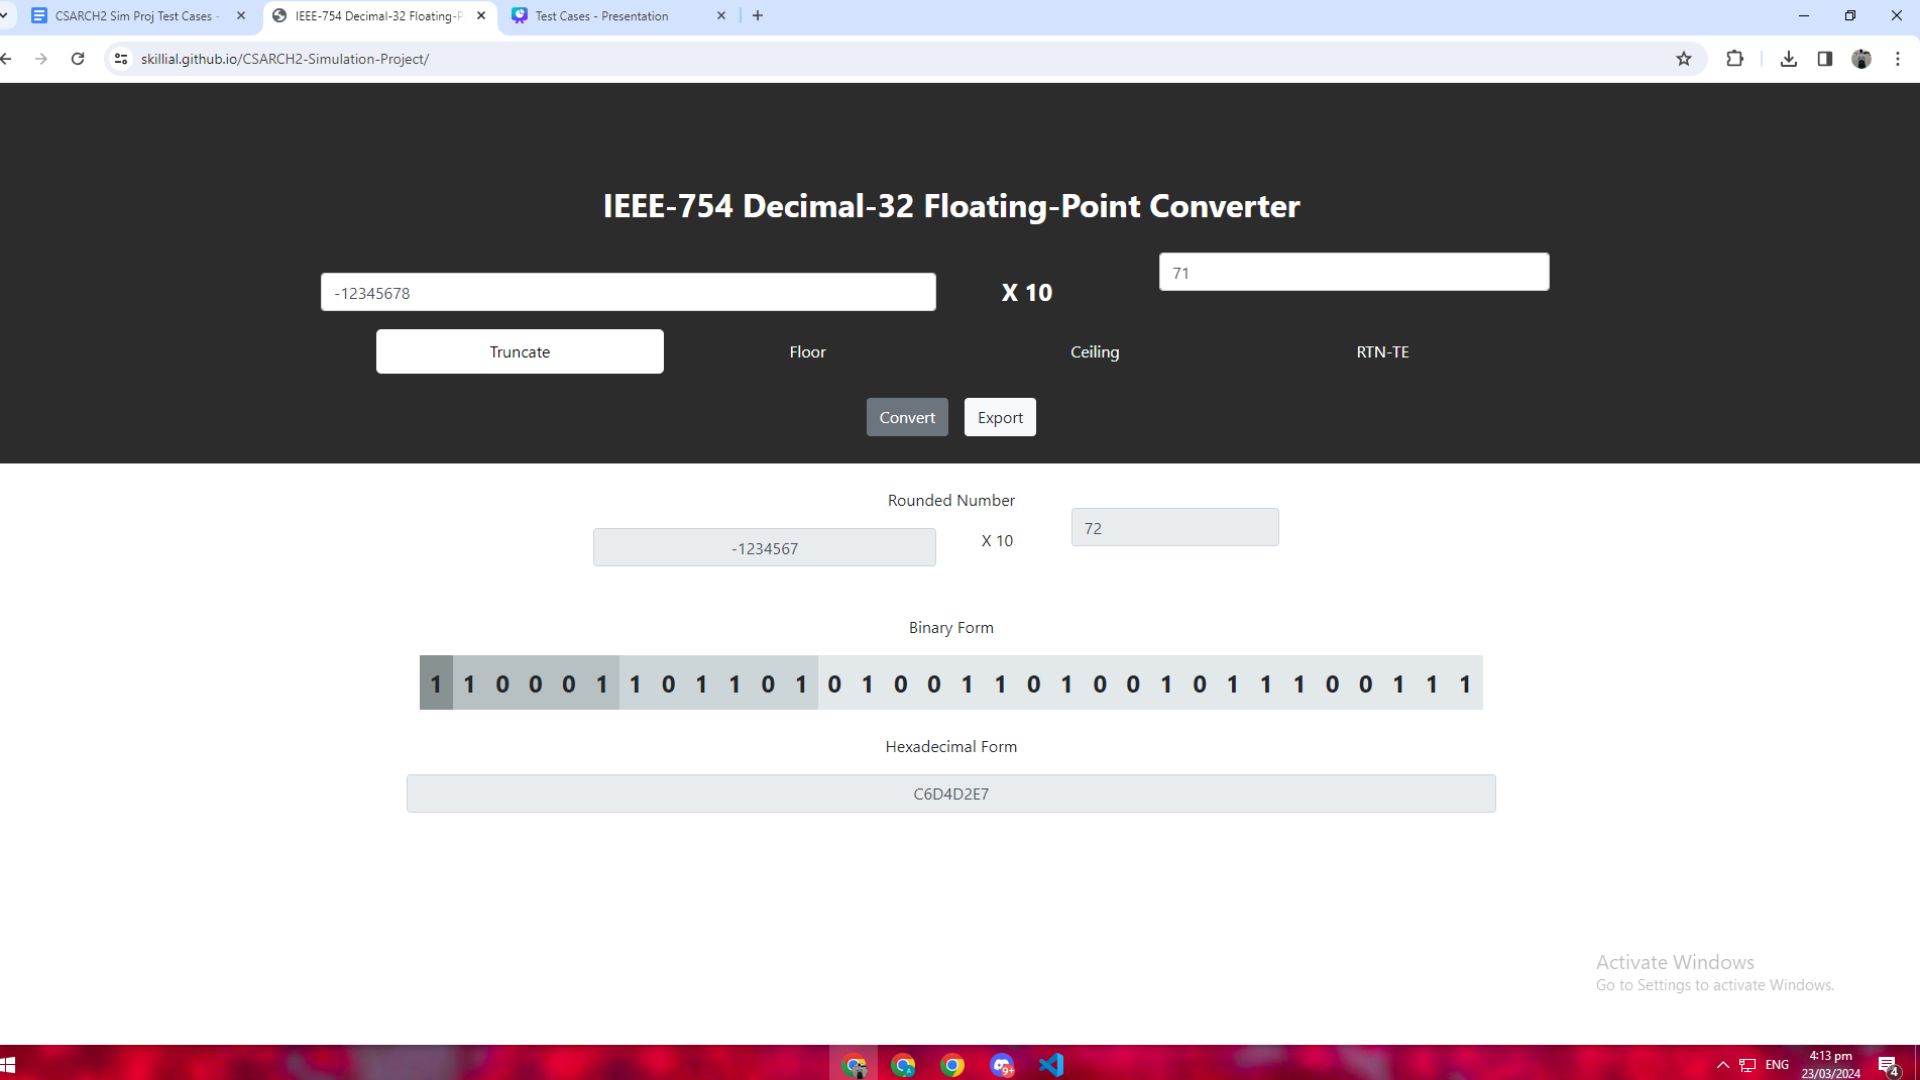 CSARCH2 Sim Proj Test Cases -
IEEE-754 Decimal-32 Floating-P
Test Cases - Presentation
skillial.github.io/CSARCH2-Simulation-Project/
IEEE-754 Decimal-32 Floating-Point Converter
-12345678
X 10
71
Truncate
Floor
Ceiling
RTN-TE
Convert
Export
Rounded Number
-1234567
X 10
72
Binary Form
1 1 0 0 0 1 1 0 1 1 0 1 0 1 0 0 1 1 0 1 0 0 1 0 1 1 1 0 0 1 1 1
Hexadecimal Form
C6D4D2E7
Activate Windows
Go to Settings to activate Windows.
9+
ENG
4:13 pm
23/03/2024
4